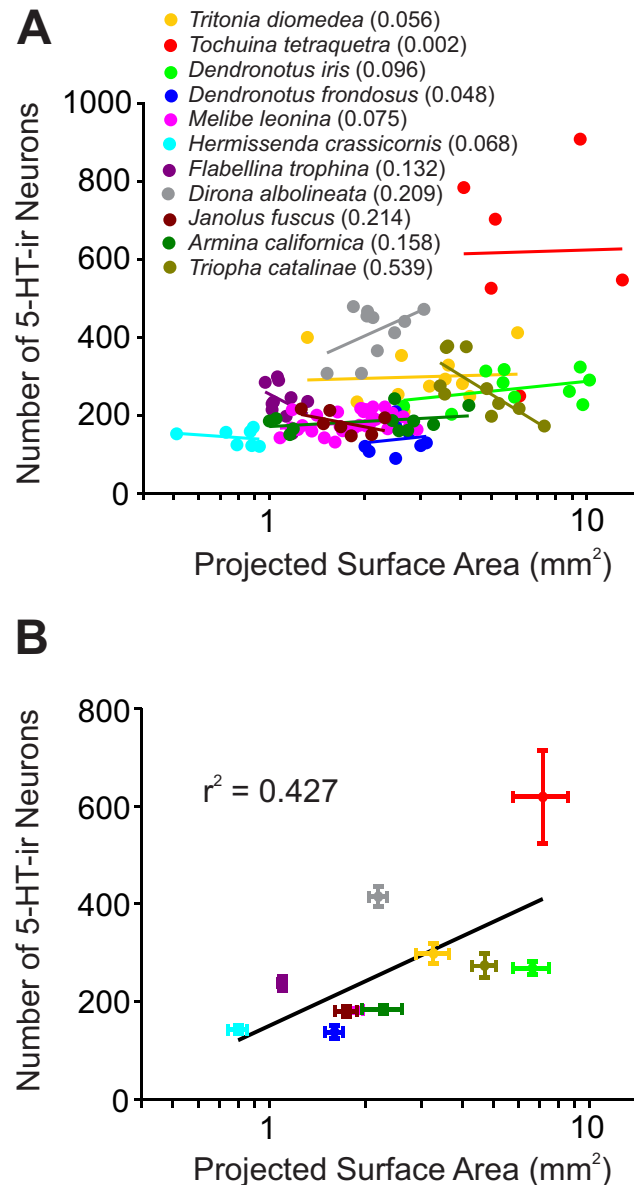 A
Tritonia diomedea (0.056)
Tochuina tetraquetra (0.002)
Dendronotus iris (0.096)
Dendronotus frondosus (0.048)
Melibe leonina (0.075)
Hermissenda crassicornis (0.068)
Flabellina trophina (0.132)
Dirona albolineata (0.209)
Janolus fuscus (0.214)
Armina californica (0.158)
Triopha catalinae (0.539)
Number of 5-HT-ir Neurons
1000
800
600
400
200
0
1
10
Projected Surface Area (mm²)
B
Number of 5-HT-ir Neurons
800
600
400
200
0
r² = 0.427
1
10
Projected Surface Area (mm²)